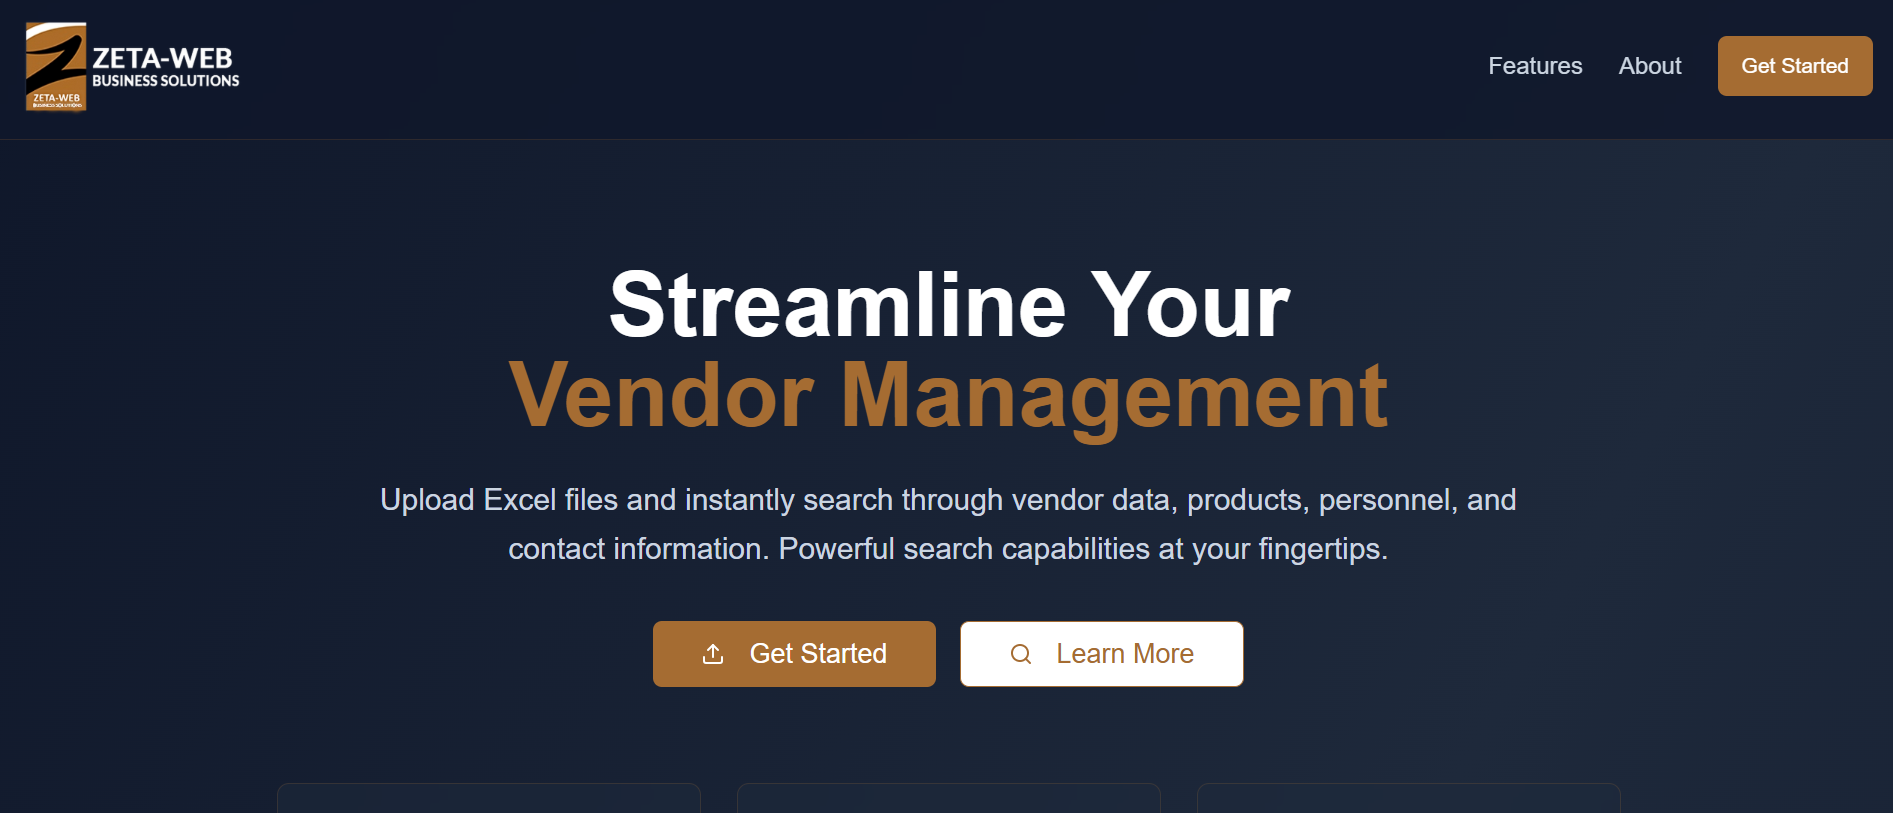 ZETA-WEB
BUSINESS SOLUTIONS
ZETA-WEB
BUSINESS SOLUTIONS
Features
About
Get Started
Streamline Your
Vendor Management
Upload Excel files and instantly search through vendor data, products, personnel, and
contact information. Powerful search capabilities at your fingertips.
Get Started
Learn More